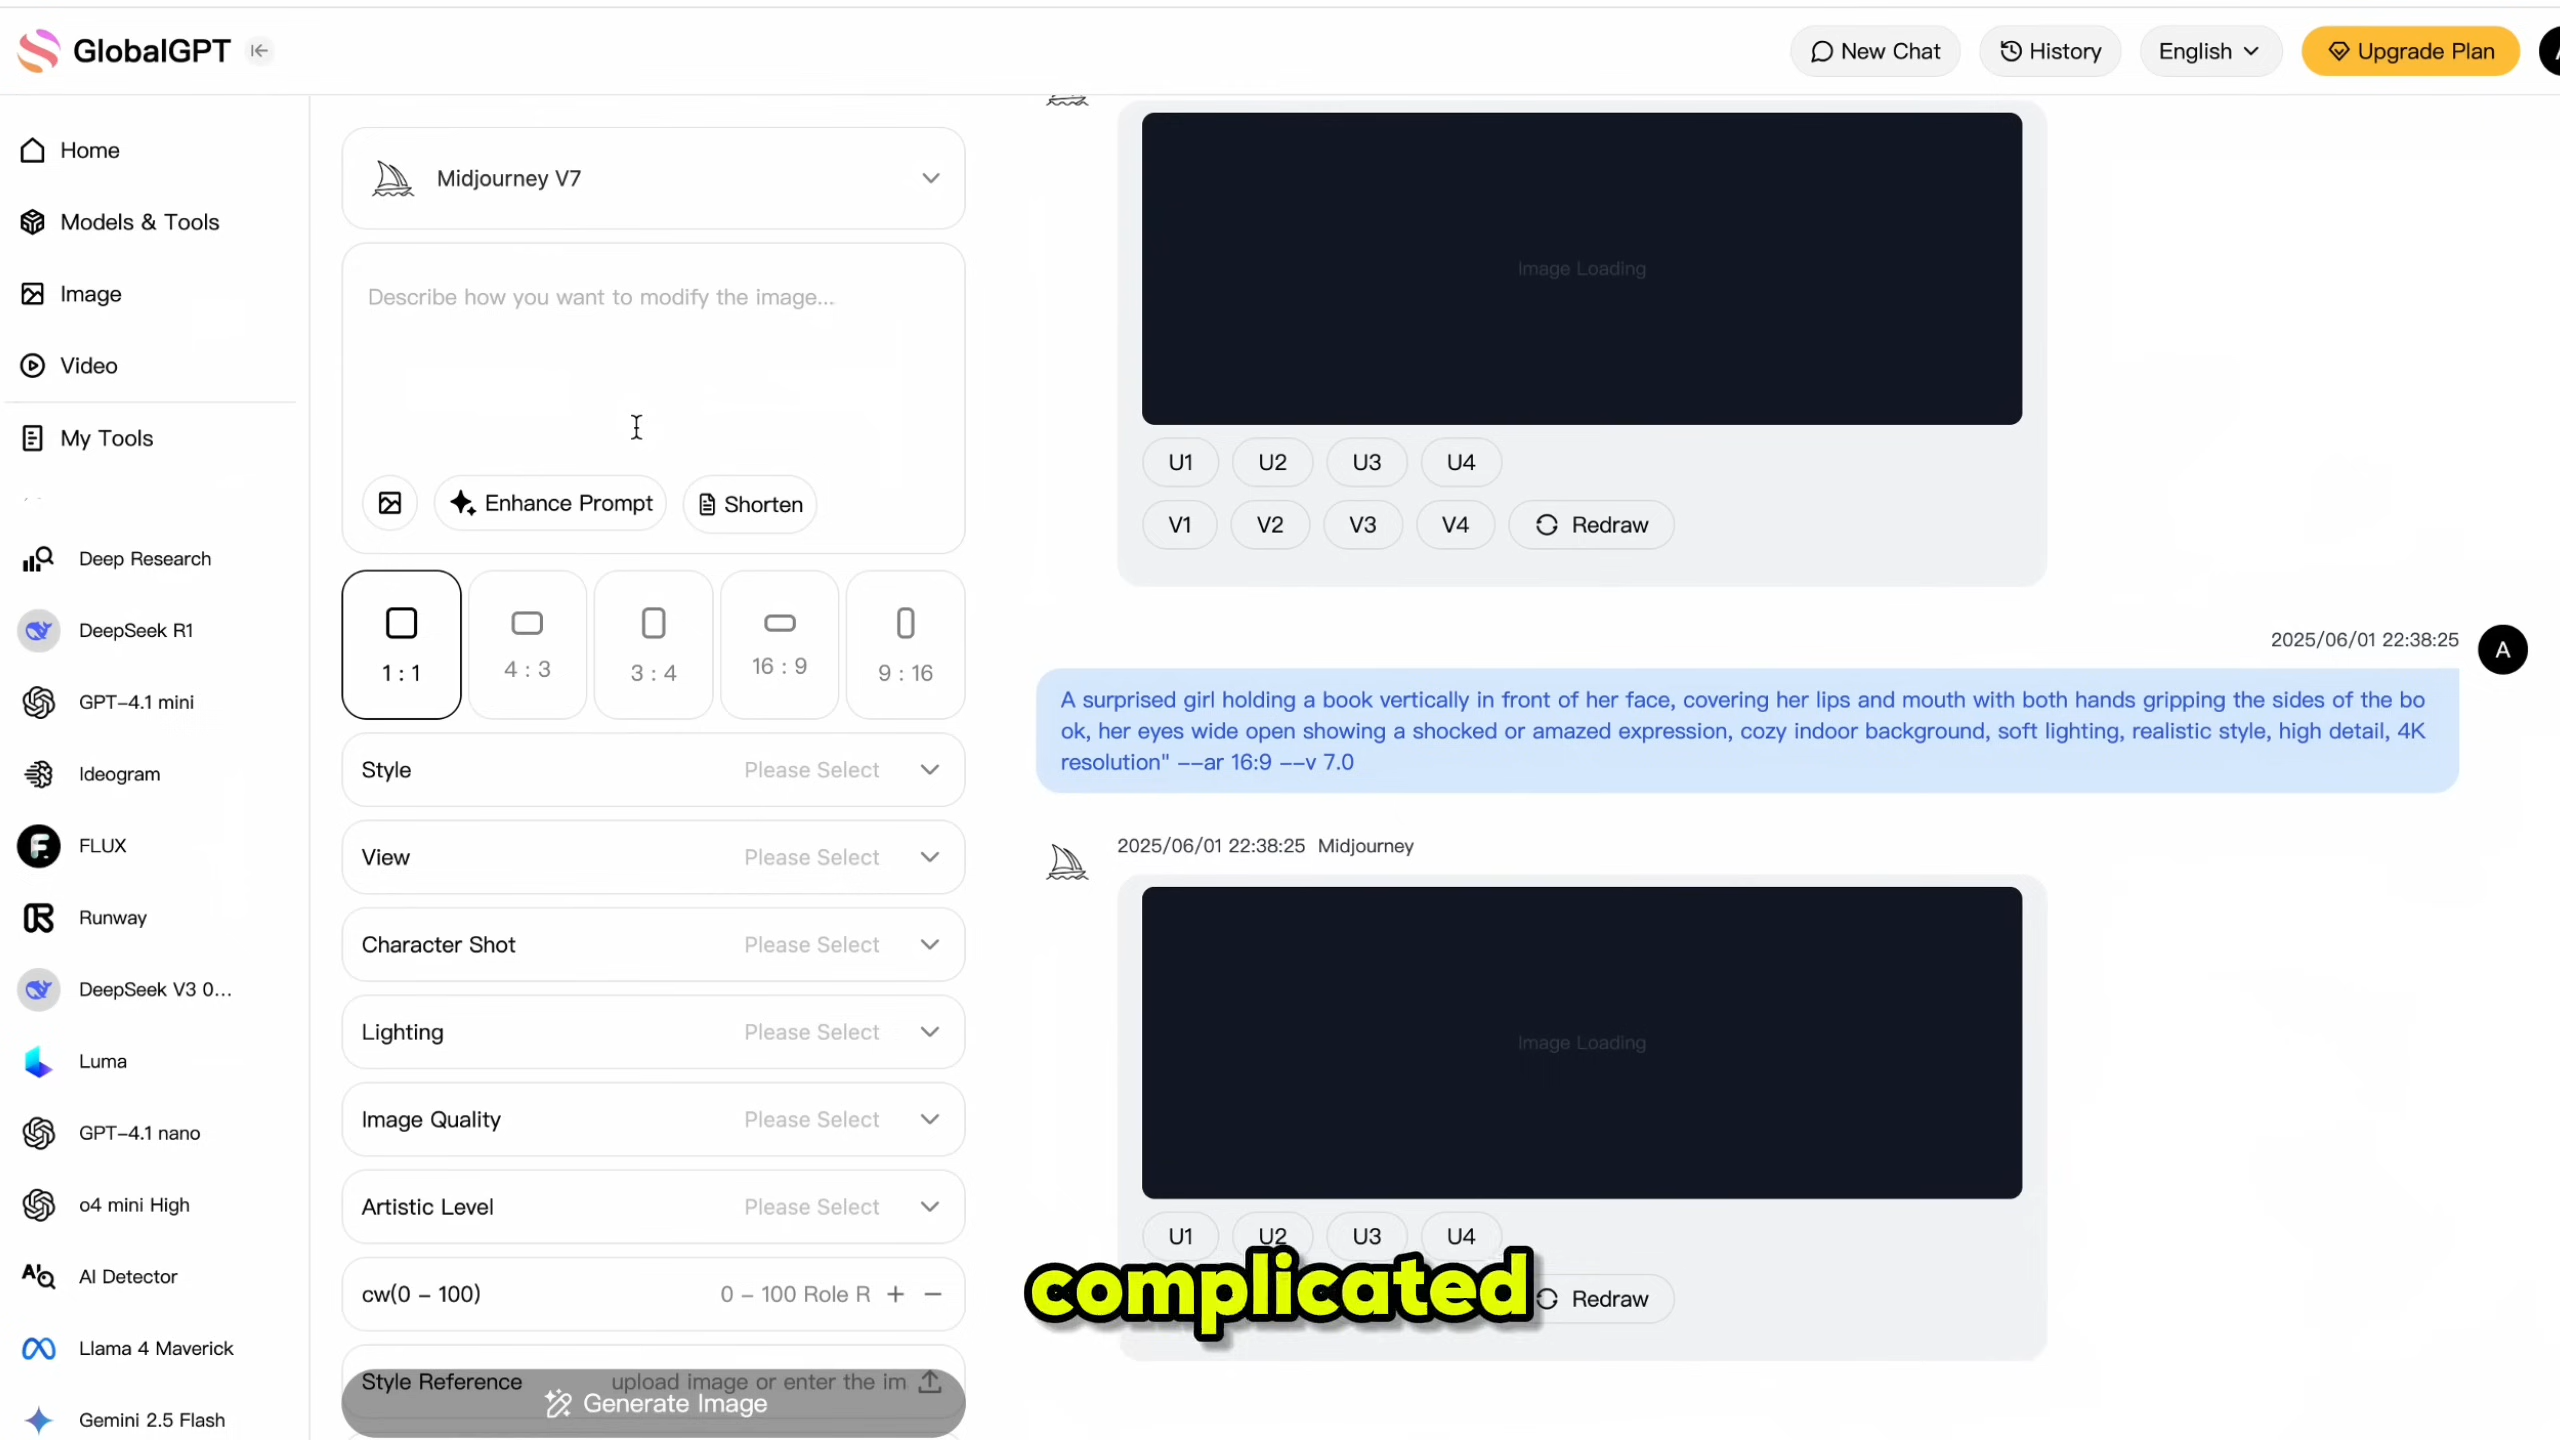 GlobalGPT
New Chat
History
English
Upgrade Plan
Home
Models & Tools
Image
Video
My Tools
Deep Research
DeepSeek R1
GPT-4.1 mini
Ideogram
FLUX
Runway
DeepSeek V3 0...
Luma
GPT-4.1 nano
o4 mini High
AI Detector
Llama 4 Maverick
Gemini 2.5 Flash
Midjourney V7
Describe how you want to modify the image...
Enhance Prompt
Shorten
1 : 1
4 : 3
3 : 4
16 : 9
9 : 16
Style Please Select
View Please Select
Character Shot Please Select
Lighting Please Select
Image Quality Please Select
Artistic Level Please Select
cw(0 - 100) 0 - 100 Role R + -
Style Reference upload image or enter the im
Generate Image
Image Loading
U1 U2 U3 U4
V1 V2 V3 V4 Redraw
2025/06/01 22:38:25
A
A surprised girl holding a book vertically in front of her face, covering her lips and mouth with both hands gripping the sides of the bo
ok, her eyes wide open showing a shocked or amazed expression, cozy indoor background, soft lighting, realistic style, high detail, 4K
resolution" --ar 16:9 --v 7.0
2025/06/01 22:38:25 Midjourney
Image Loading
U1 U2 U3 U4
complicated
Redraw